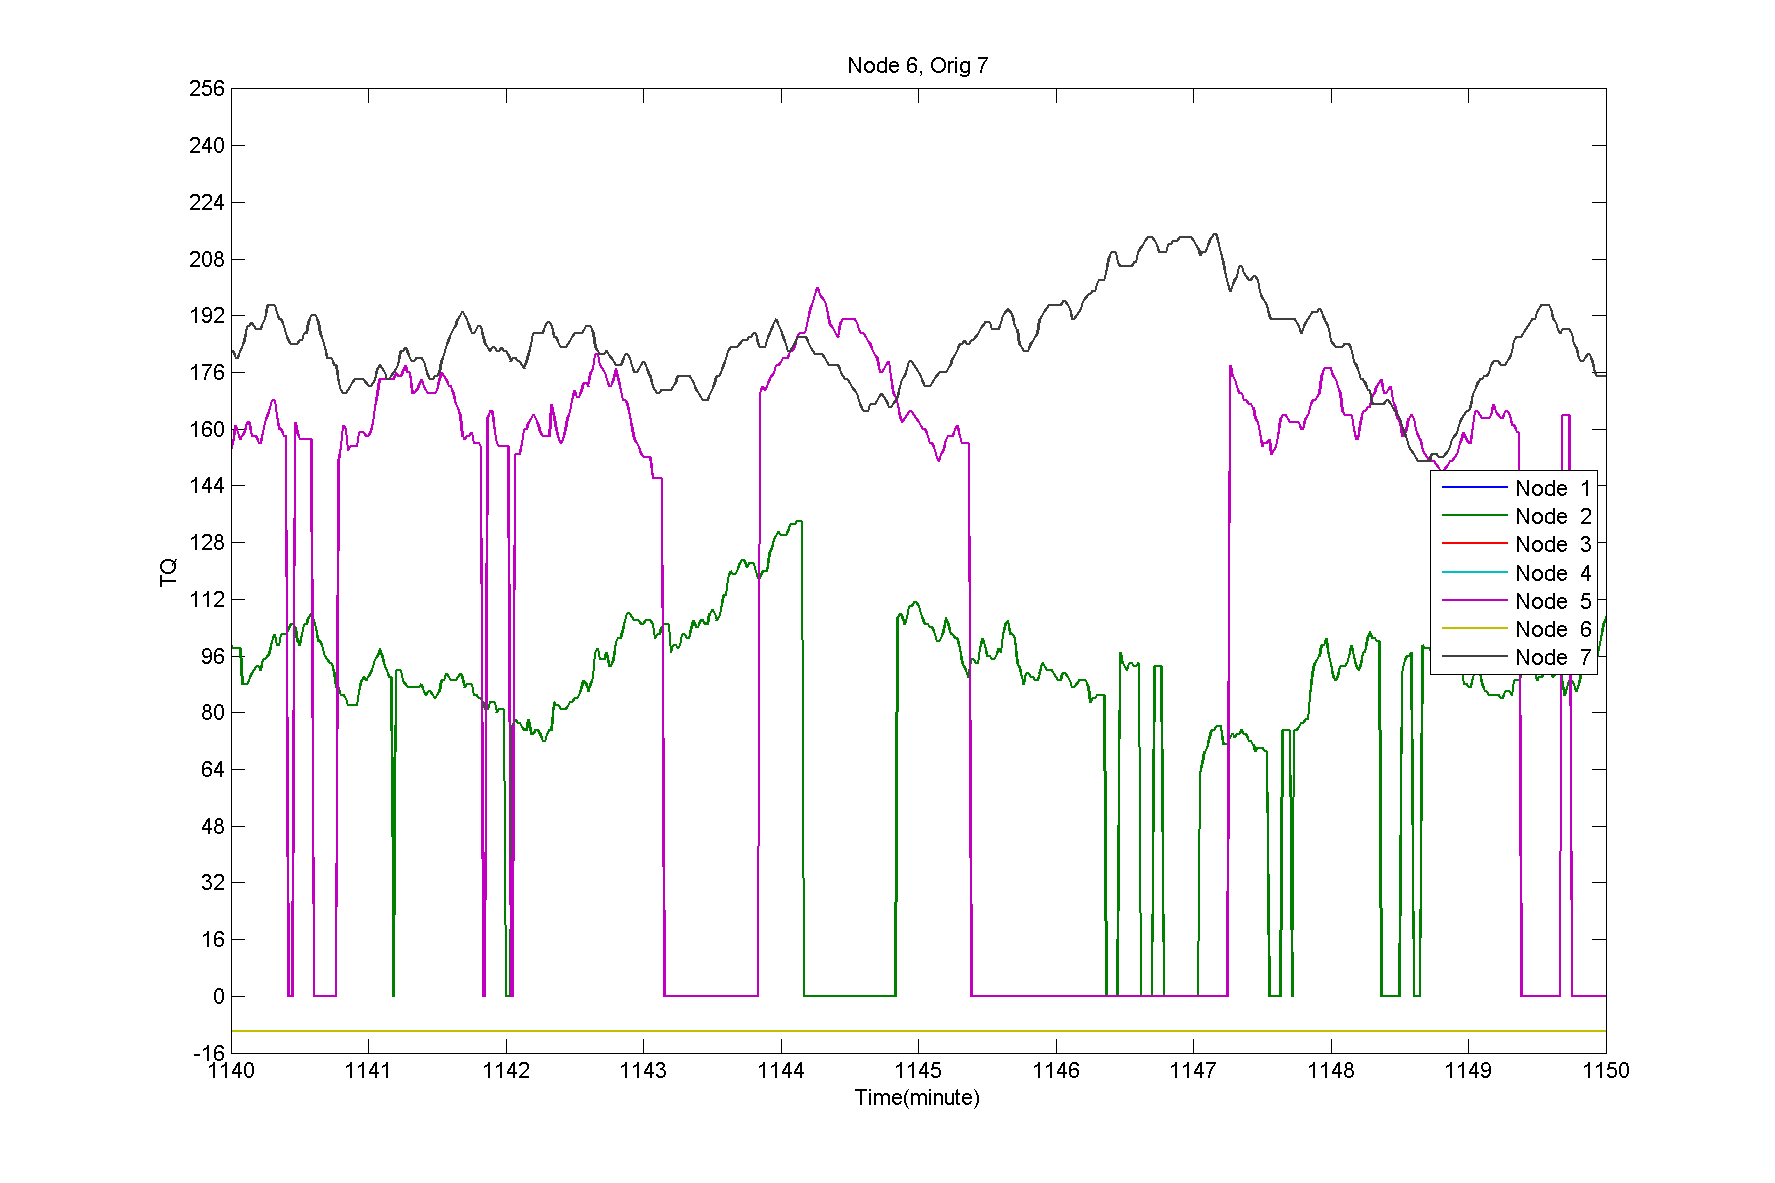 Node 6, Orig 7
256
240
224
208
192
176
160
144
128
112
96
80
64
48
32
16
0
-16
TQ
Node 1
Node 2
Node 3
Node 4
Node 5
Node 6
Node 7
1140 1141 1142 1143 1144 1145 1146 1147 1148 1149 1150
Time(minute)